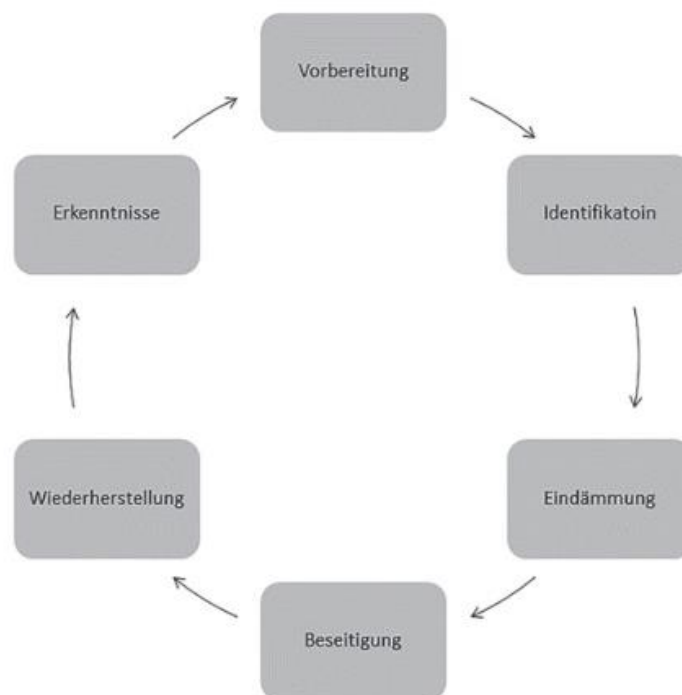 Vorbereitung
Identifikatoin
Eindämmung
Beseitigung
Wiederherstellung
Erkenntnisse